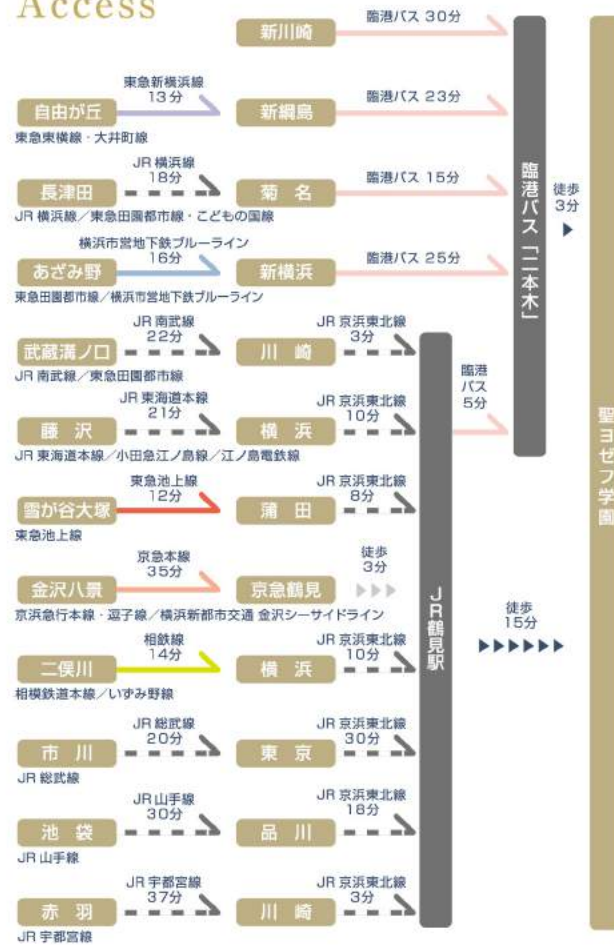 Access
新川崎
臨港バス 30分
自由が丘
東急新横浜線
13分
新綱島
臨港バス 23分
東急東横線・大井町線
長津田
JR 横浜線
18分
菊 名
臨港バス 15分
JR 横浜線／東急田園都市線・こどもの国線
あざみ野
横浜市営地下鉄ブルーライン
16分
新横浜
臨港バス 25分
東急田園都市線／横浜市営地下鉄ブルーライン
武蔵溝ノ口
JR 南武線
22分
川 崎
JR 京浜東北線
3分
JR 南武線／東急田園都市線
藤 沢
JR 東海道本線
21分
横 浜
JR 京浜東北線
10分
JR 東海道本線／小田急江ノ島線／江ノ島電鉄線
雪が谷大塚
東急池上線
12分
蒲 田
JR 京浜東北線
8分
東急池上線
金沢八景
京急本線
35分
京急鶴見
徒歩
3分
京浜急行本線・逗子線／横浜新都市交通 金沢シーサイドライン
二俣川
相鉄線
14分
横 浜
JR 京浜東北線
10分
相模鉄道本線／いずみ野線
市 川
JR 総武線
20分
東 京
JR 京浜東北線
30分
JR 総武線
池 袋
JR 山手線
30分
品 川
JR 京浜東北線
18分
JR 山手線
赤 羽
JR 宇都宮線
37分
川 崎
JR 京浜東北線
3分
JR 宇都宮線
JR鶴見駅
臨港
バス
5分
臨港バス「二本木」
徒歩
3分
徒歩
15分
聖ヨゼフ学園